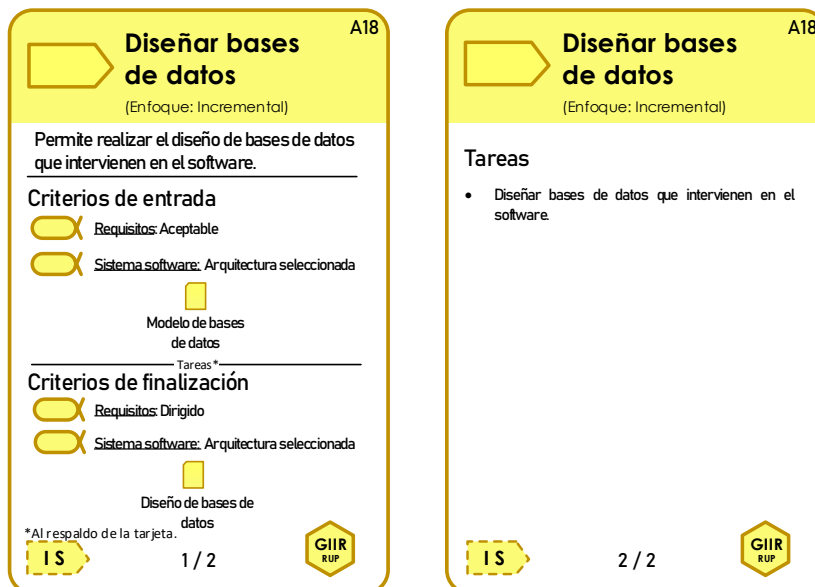 A18
Diseñar bases
de datos
(Enfoque: Incremental)
Permite realizar el diseño de bases de datos
que intervienen en el software.
Criterios de entrada
Requisitos: Aceptable
Sistema software: Arquitectura seleccionada
Modelo de bases
de datos
Tareas*
Criterios de finalización
Requisitos: Dirigido
Sistema software: Arquitectura seleccionada
Diseño de bases de
datos
*Al respaldo de la tarjeta.
I S
1 / 2
GIIR
RUP
A18
Diseñar bases
de datos
(Enfoque: Incremental)
Tareas
• Diseñar bases de datos que intervienen en el
software.
I S
2 / 2
GIIR
RUP